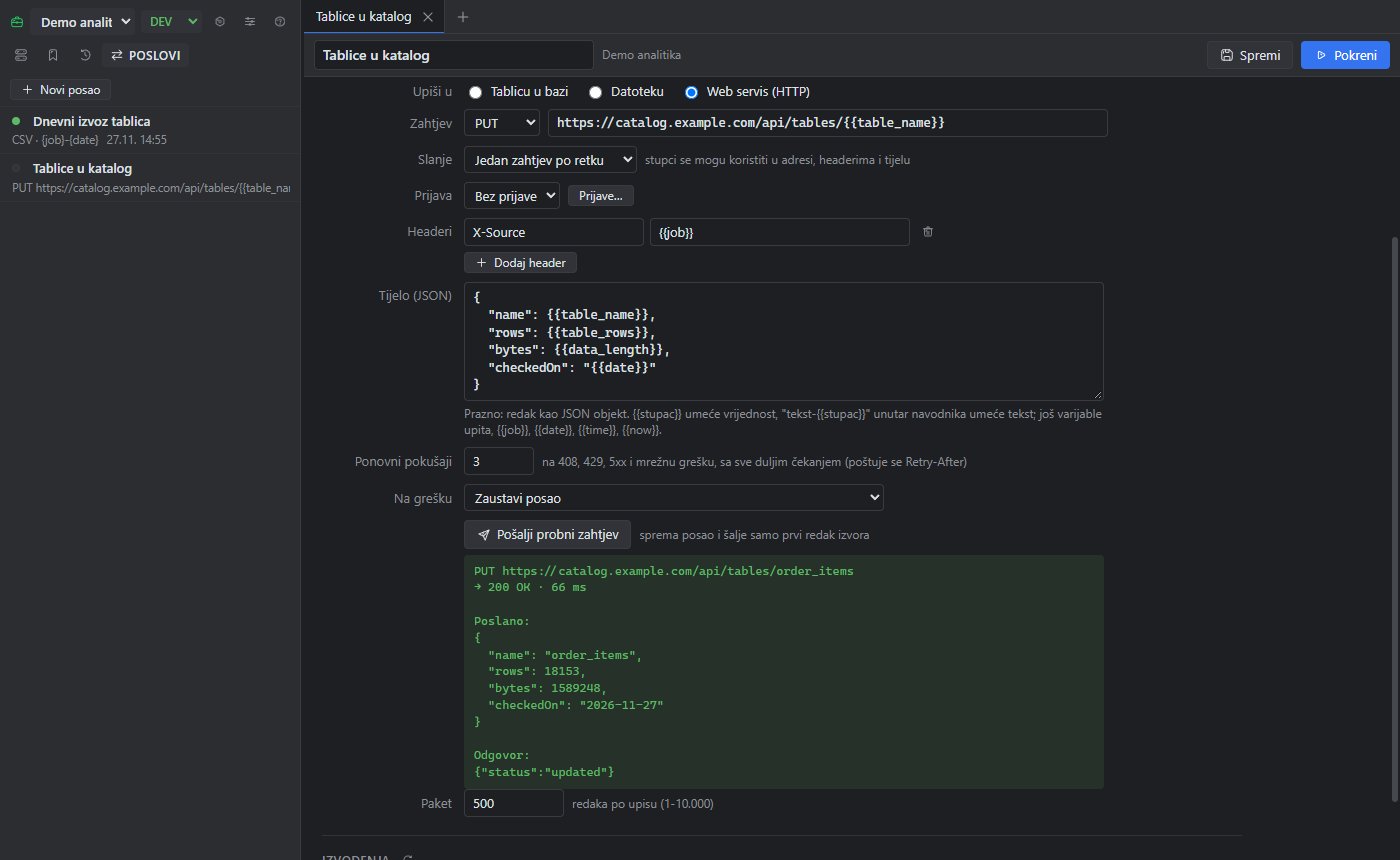 Demo analit
DEV
POSLOVI
Novi posao
Dnevni izvoz tablica
CSV · {job}-{date} 27.11. 14:55
Tablice u katalog
PUT https://catalog.example.com/api/tables/{{table_nar
Tablice u katalog
Tablice u katalog
Demo analitika
Spremi
Pokreni
Upiši u
Tablicu u bazi
Datoteku
Web servis (HTTP)
Zahtjev
PUT
https://catalog.example.com/api/tables/{{table_name}}
Slanje
Jedan zahtjev po retku
stupci se mogu koristiti u adresi, headerima i tijelu
Prijava
Bez prijave
Prijave...
Headeri
X-Source
{{job}}
Dodaj header
Tijelo (JSON)
{
"name": {{table_name}},
"rows": {{table_rows}},
"bytes": {{data_length}},
"checkedOn": "{{date}}"
}
Prazno: redak kao JSON objekt. {{stupac}} umeće vrijednost, "tekst-{{stupac}}" unutar navodnika umeće tekst; još varijable
upita, {{job}}, {{date}}, {{time}}, {{now}}.
Ponovni pokušaji
3
na 408, 429, 5xx i mrežnu grešku, sa sve duljim čekanjem (poštuje se Retry-After)
Na grešku
Zaustavi posao
Pošalji probni zahtjev
sprema posao i šalje samo prvi redak izvora
PUT https://catalog.example.com/api/tables/order_items
→ 200 OK · 66 ms
Poslano:
{
"name": "order_items",
"rows": 18153,
"bytes": 1589248,
"checkedOn": "2026-11-27"
}
Odgovor:
{"status":"updated"}
Paket
500
redaka po upisu (1-10.000)
IZVOĐENJA